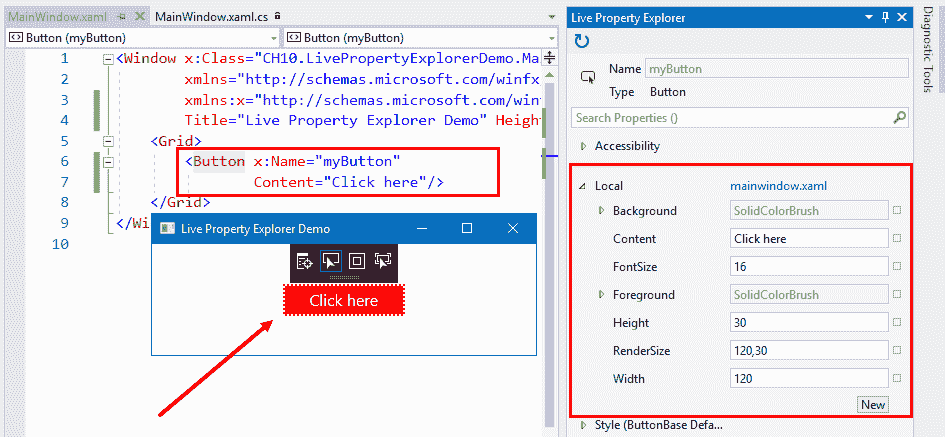 MainWindow.xaml MainWindow.xaml.cs
Button (myButton) Button (myButton)
1 <Window x:Class="CH10.LivePropertyExplorerDemo.Ma
2 xmlns="http://schemas.microsoft.com/winfx
3 xmlns:x="http://schemas.microsoft.com/winf
4 Title="Live Property Explorer Demo" Height
5 <Grid>
6 <Button x:Name="myButton"
7 Content="Click here"/>
8 </Grid>
9 </Wi
10
Live Property Explorer Demo
Click here
Live Property Explorer
Name myButton
Type Button
Search Properties ()
Accessibility
Local mainwindow.xaml
Background SolidColorBrush
Content Click here
FontSize 16
Foreground SolidColorBrush
Height 30
RenderSize 120,30
Width 120
New
Style (ButtonBase Defa...
Diagnostic Tools